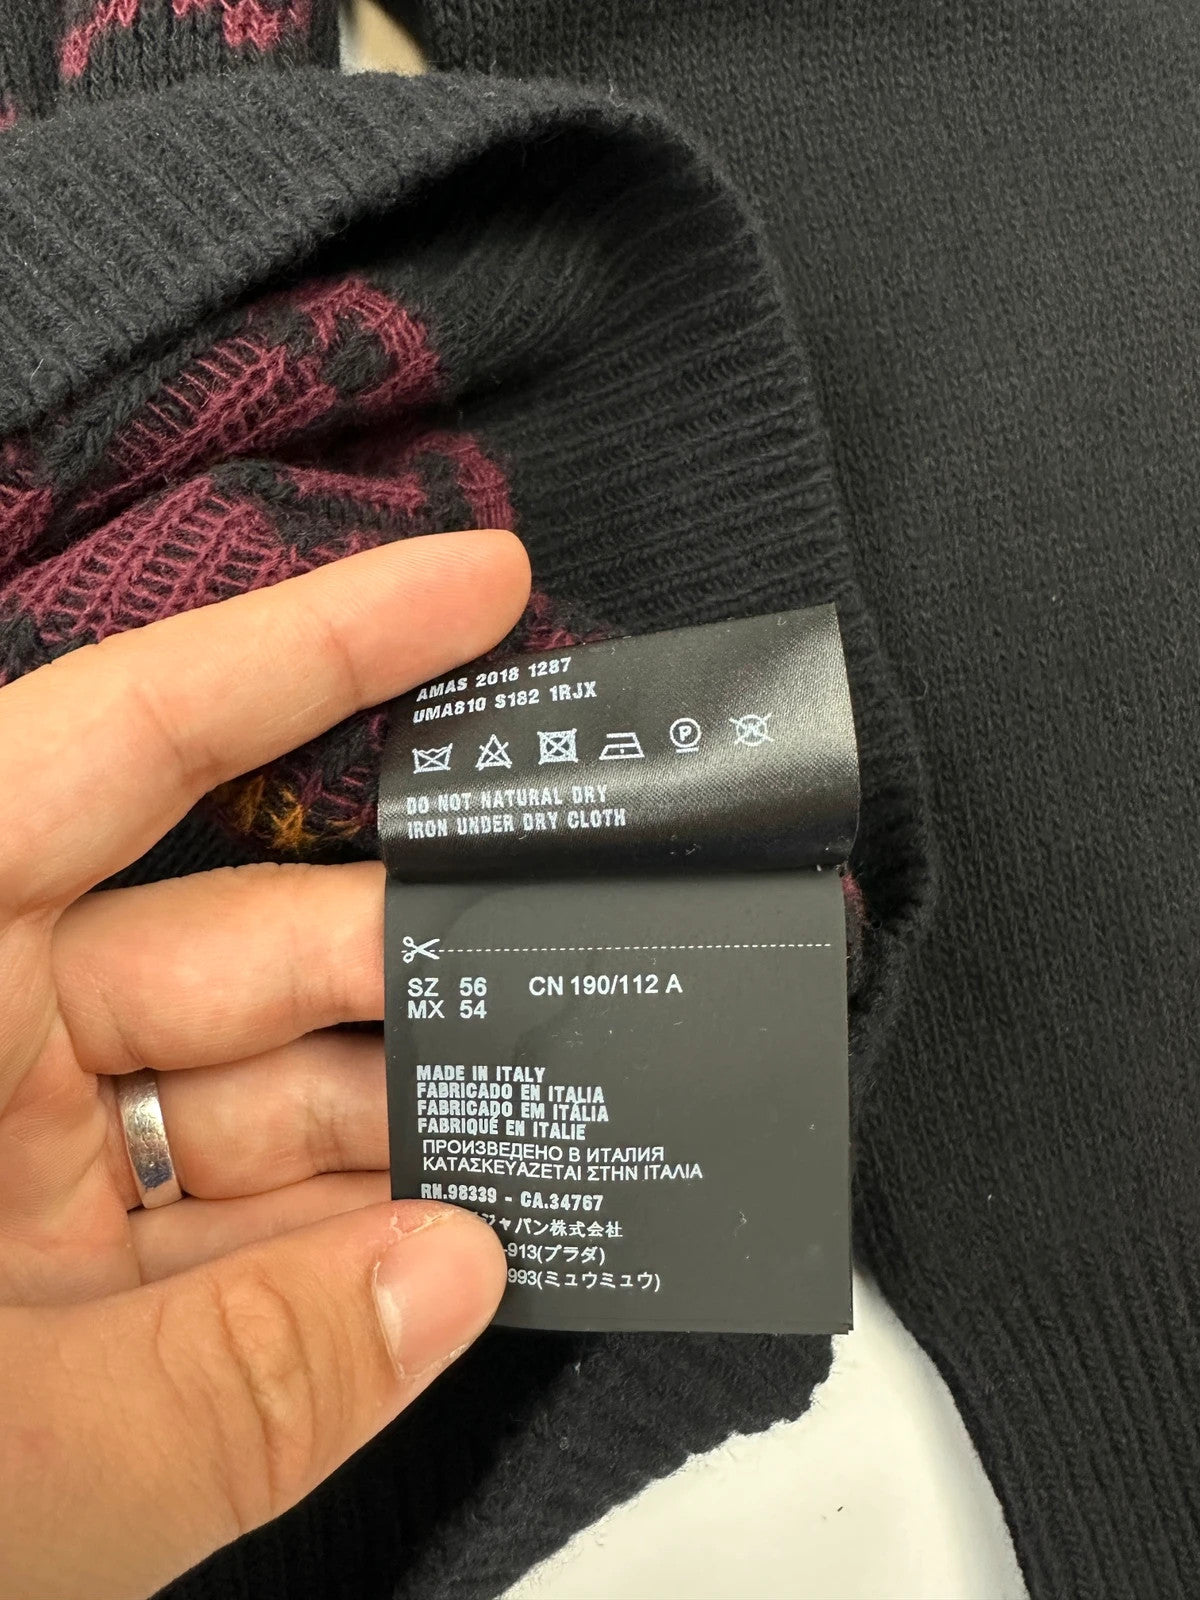 AMAS 2018 1287
UMA810 S182 1RJX
P
DO NOT NATURAL DRY
IRON UNDER DRY CLOTH
SZ 56 CN 190/112 A
MX 54
MADE IN ITALY
FABRICADO EN ITALIA
FABRICADO EM ITÁLIA
FABRIQUÉ EN ITALIE
ПРОИЗВЕДЕНО В ИТАЛИЯ
ΚΑΤΑΣΚΕΥΑΖΕΤΑΙ ΣΤΗΝ ΙΤΑΛΙΑ
RN.98339 - CA.34767
ジャパン株式会社
-913(プラダ)
993(ミュウミュウ)